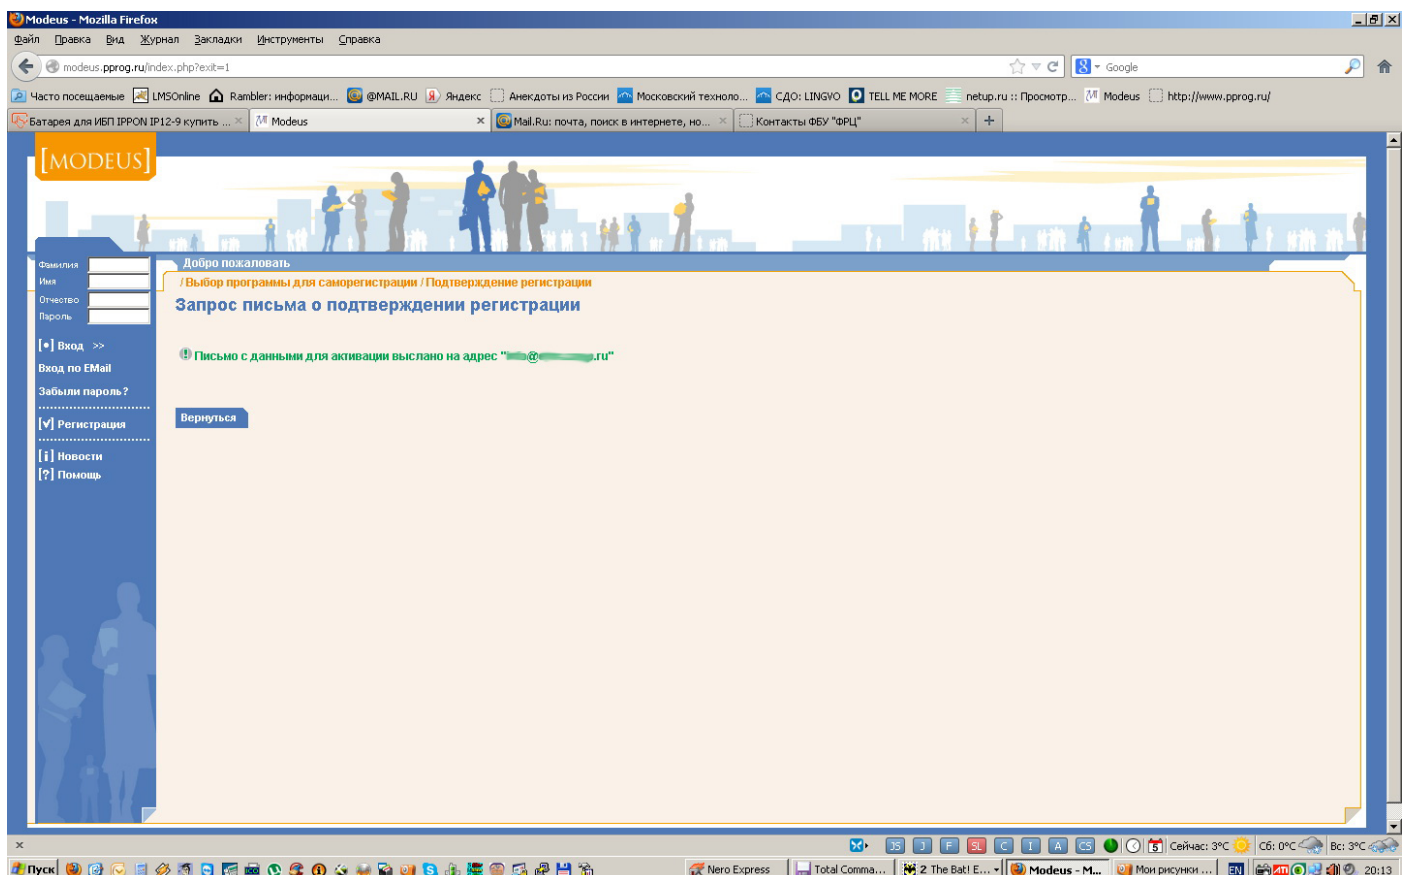 Modeus - Mozilla Firefox
Файл Правка Вид Журнал Закладки Инструменты Справка
modeus.pprog.ru/index.php?exit=1
Google
Часто посещаемые LMSOnline Rambler: информаци... @MAIL.RU Яндекс Анекдоты из России Московский техноло... СДО: LINGVO TELL ME MORE netup.ru :: Просмотр... Modeus http://www.pprog.ru/
Батарея для ИБП IPPON IP12-9 купить ... Modeus Mail.Ru: почта, поиск в интернете, но... Контакты ФБУ "ФРЦ"
[MODEUS]
Добро пожаловать
/ Выбор программы для саморегистрации / Подтверждение регистрации
Запрос письма о подтверждении регистрации
Письмо с данными для активации выслано на адрес " @ .ru"
Вернуться
Фамилия
Имя
Отчество
Пароль
[•] Вход >>
Вход по EMail
Забыли пароль?
[v] Регистрация
[i] Новости
[?] Помощь
JS J F SL C I A CS Сейчас: 3°C Сб: 0°C Вс: 3°C
Пуск Nero Express Total Comma... 2 The Bat! E... Modeus - M... Мои рисунки ... EN 20:13